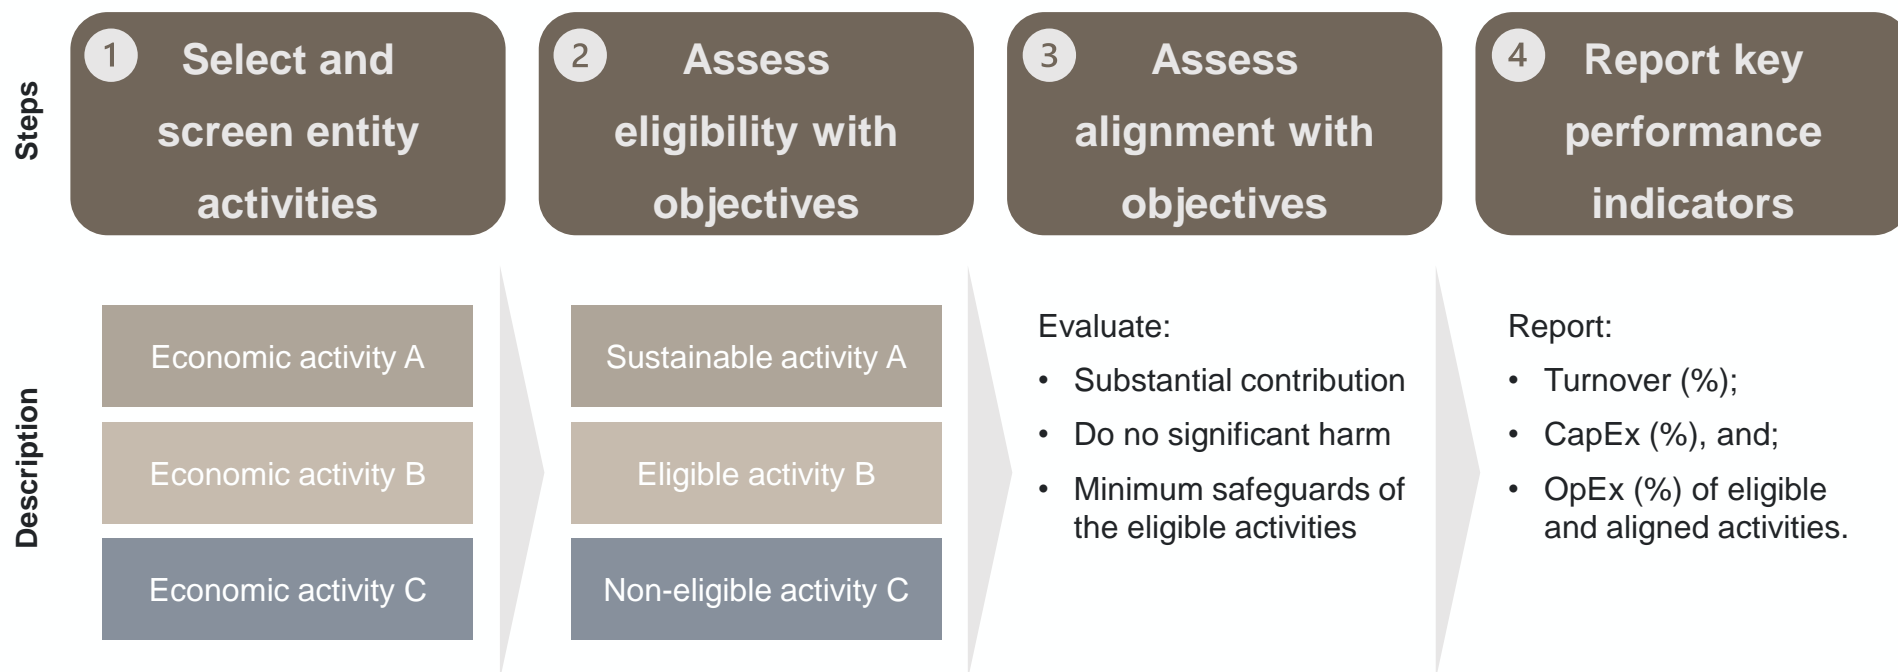 Steps
1
Select and
screen entity
activities
2
Assess
eligibility with
objectives
3
Assess
alignment with
objectives
4
Report key
performance
indicators
Description
Economic activity A
Economic activity B
Economic activity C
Sustainable activity A
Eligible activity B
Non-eligible activity C
Evaluate:
• Substantial contribution
• Do no significant harm
• Minimum safeguards of
the eligible activities
Report:
• Turnover (%);
• CapEx (%), and;
• OpEx (%) of eligible
and aligned activities.